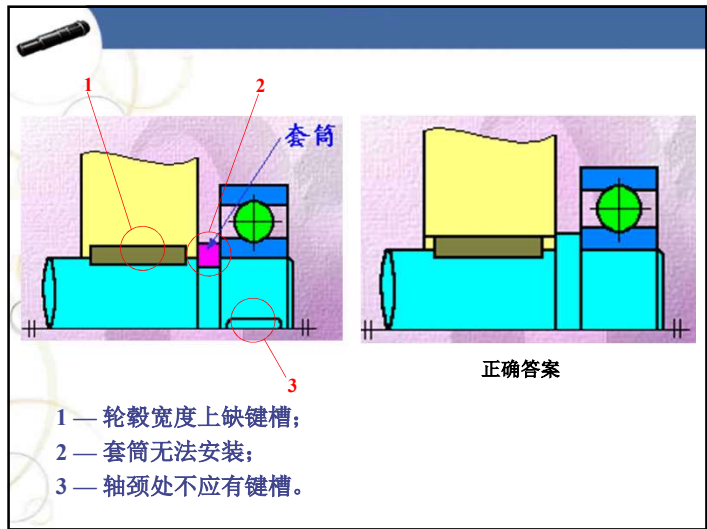 1
2
套筒
3
正确答案
1 — 轮毂宽度上缺键槽；
2 — 套筒无法安装；
3 — 轴颈处不应有键槽。